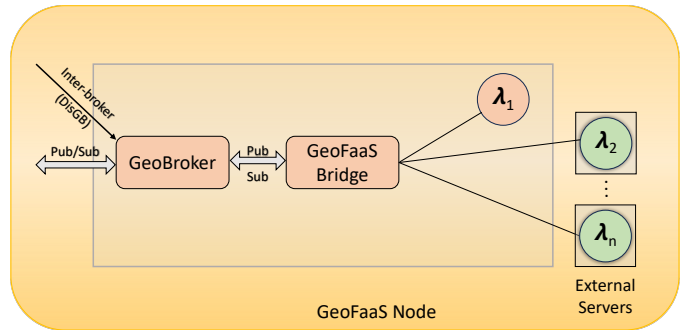 Inter-broker
(DisGB)
Pub/Sub
GeoBroker
Pub
Sub
GeoFaaS
Bridge
λ1
λ2
⋮
λn
External
Servers
GeoFaaS Node